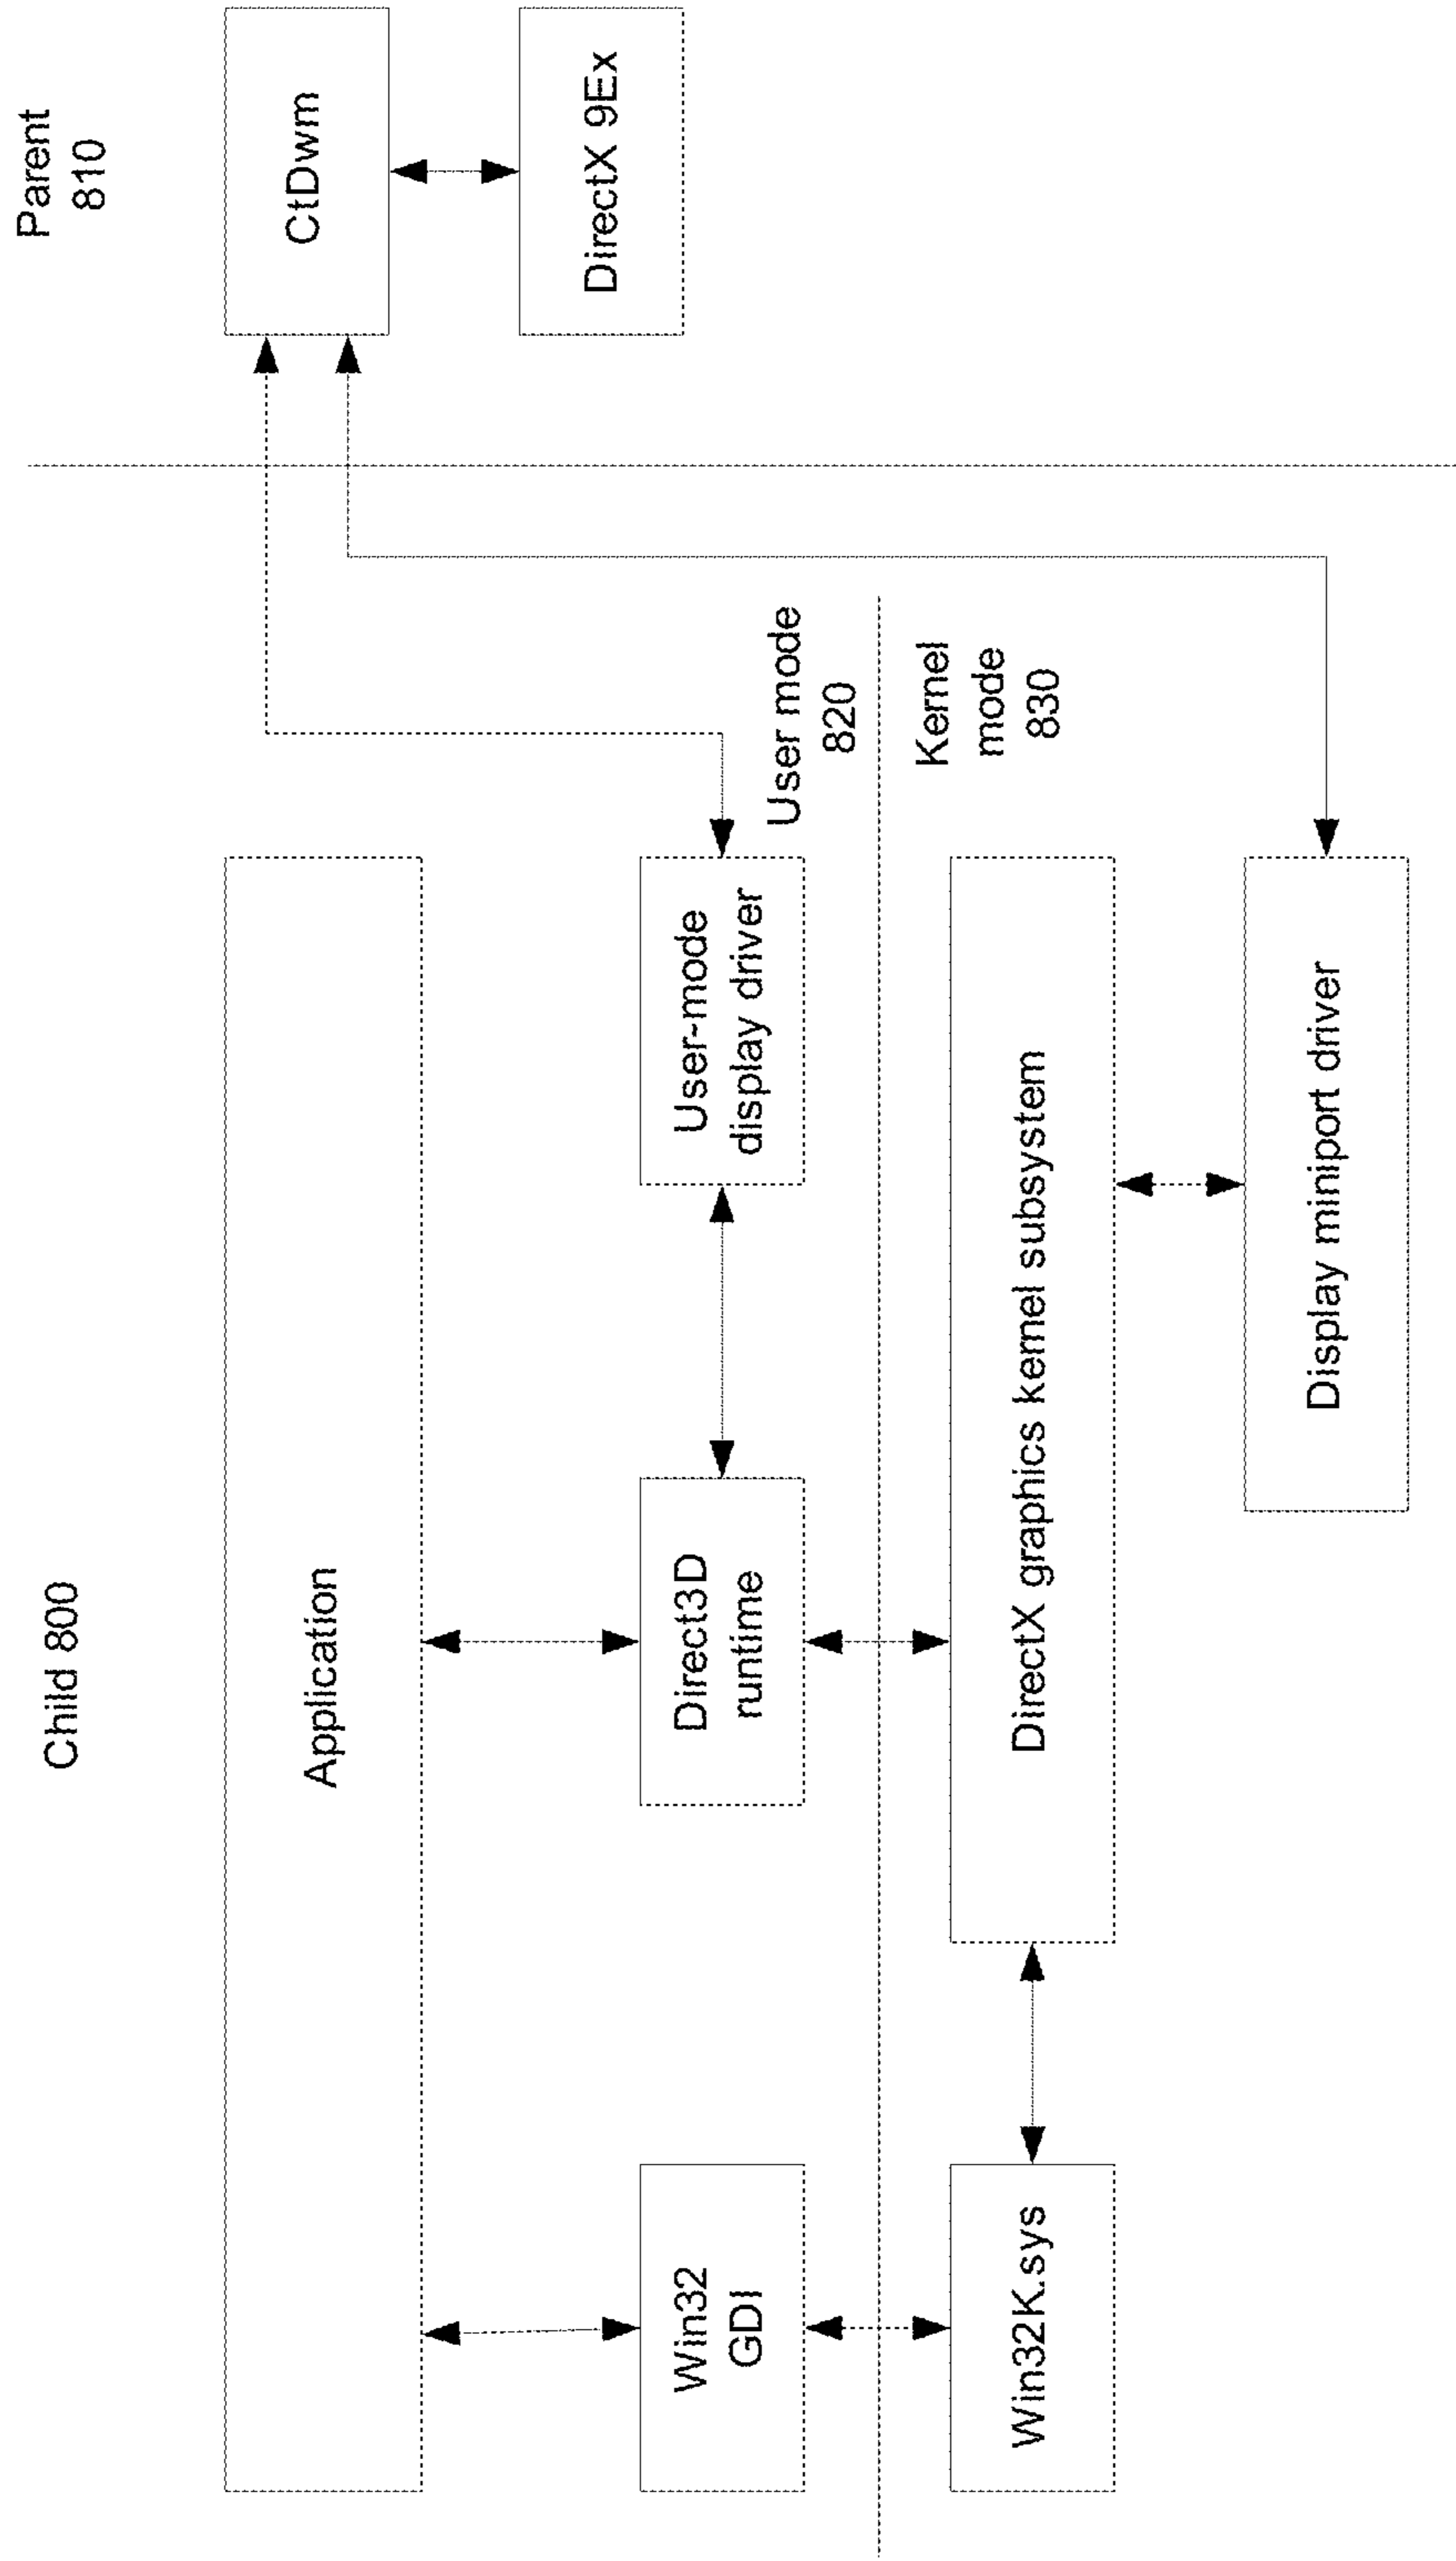 Child 800
Parent
810
Application
CtDwm
DirectX 9Ex
Win32
GDI
Direct3D
runtime
User-mode
display driver
User mode
820
Kernel
mode
830
Win32K.sys
DirectX graphics kernel subsystem
Display miniport driver